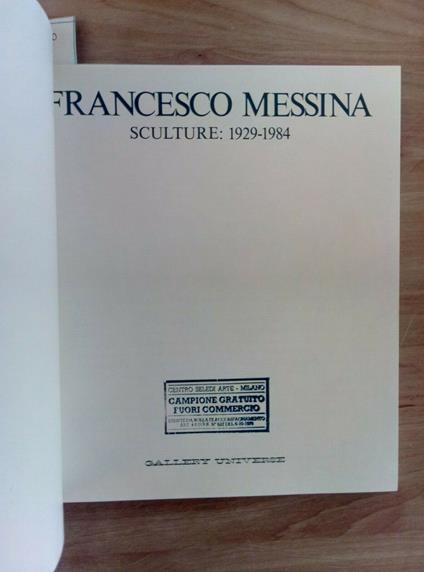 FRANCESCO MESSINA
SCULTURE: 1929-1984
CENTRO SELEDI ARTE - MILANO
CAMPIONE GRATUITO
FUORI COMMERCIO
GALLERY UNIVERSE